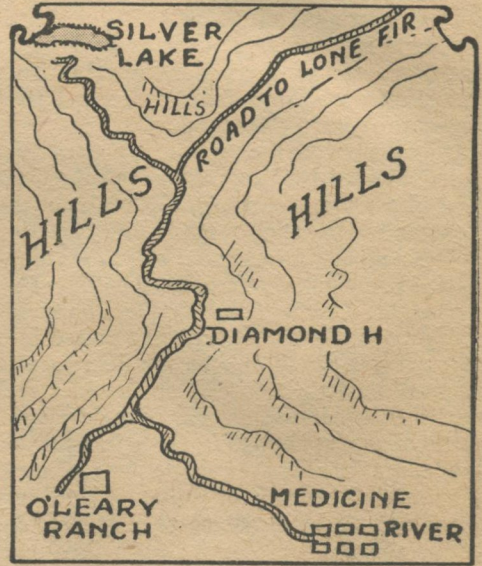 SILVER
LAKE
HILLS
ROAD TO LONE FIR
HILLS
HILLS
DIAMOND H
O'LEARY
RANCH
MEDICINE
RIVER